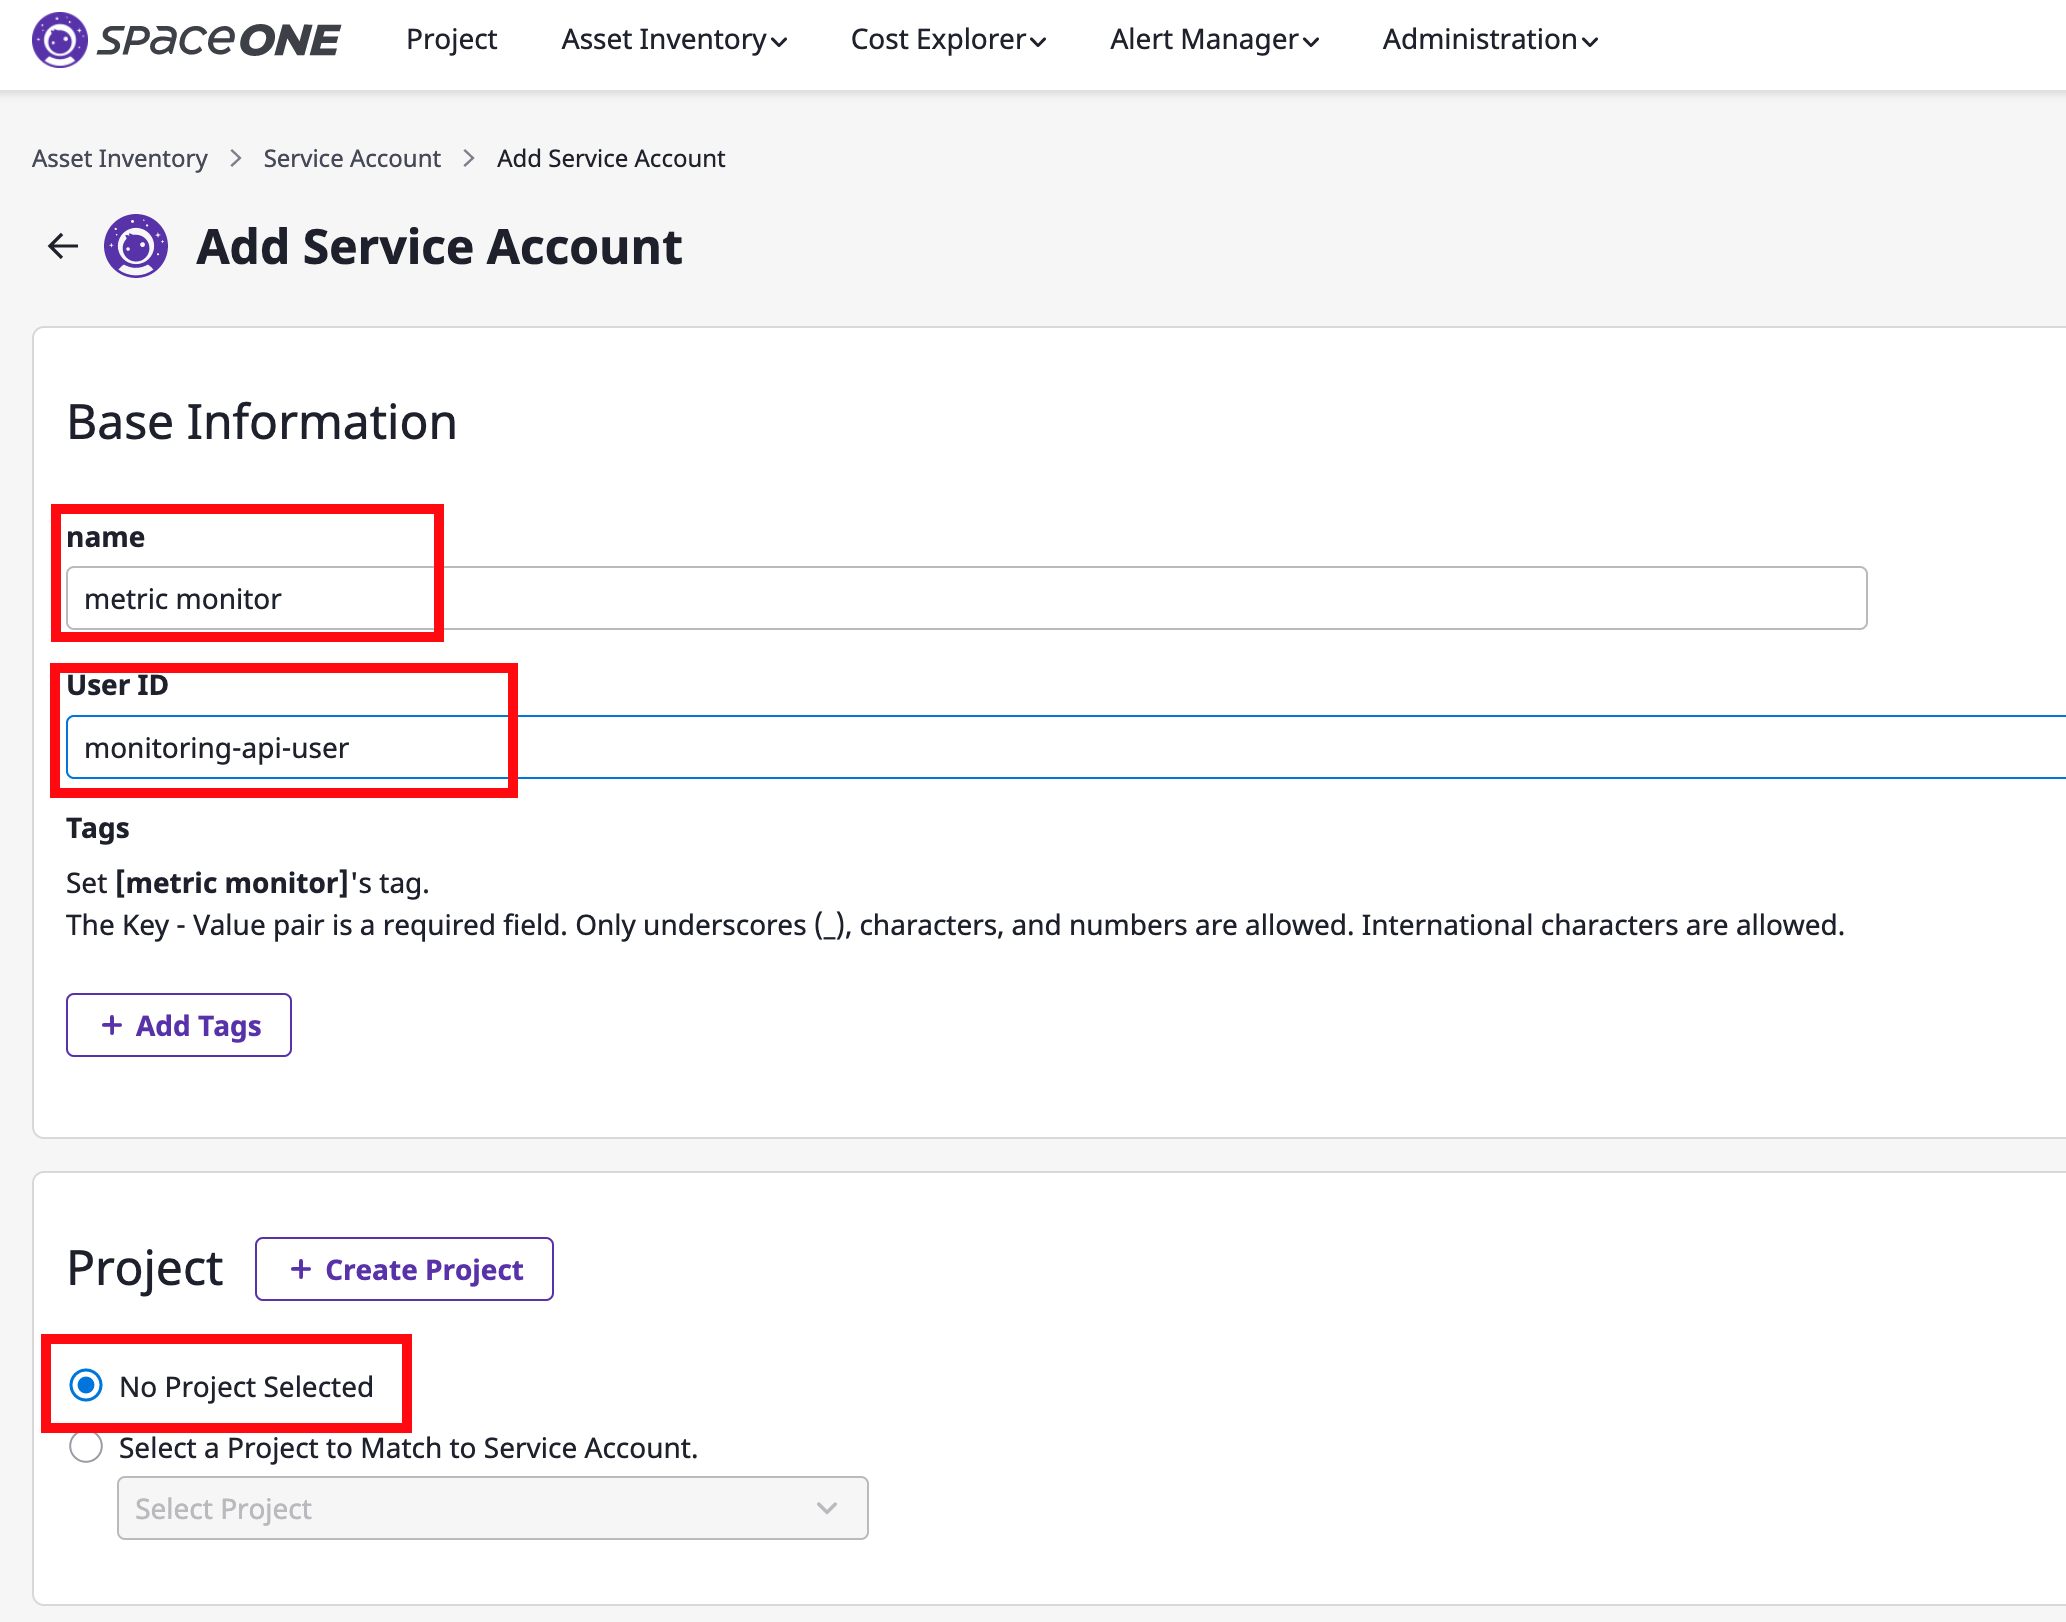 spaceONE Project Asset Inventory Cost Explorer Alert Manager Administration
Asset Inventory > Service Account > Add Service Account
Add Service Account
Base Information
name
metric monitor
User ID
monitoring-api-user
Tags
Set [metric monitor]'s tag.
The Key - Value pair is a required field. Only underscores (_), characters, and numbers are allowed. International characters are allowed.
+ Add Tags
Project + Create Project
No Project Selected
Select a Project to Match to Service Account.
Select Project